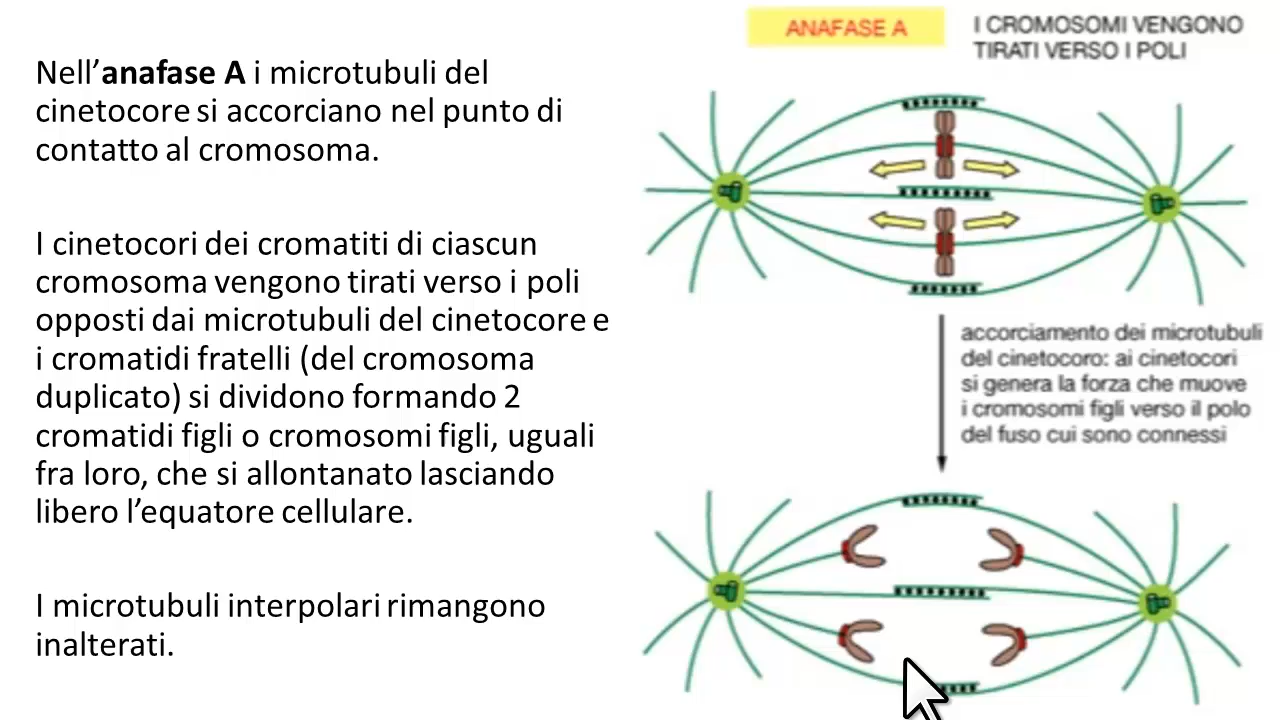 Nell’anafase A i microtubuli del
cinetocore si accorciano nel punto di
contatto al cromosoma.
I cinetocori dei cromatiti di ciascun
cromosoma vengono tirati verso i poli
opposti dai microtubuli del cinetocore e
i cromatidi fratelli (del cromosoma
duplicato) si dividono formando 2
cromatidi figli o cromosomi figli, uguali
fra loro, che si allontanato lasciando
libero l’equatore cellulare.
I microtubuli interpolari rimangono
inalterati.
ANAFASE A
I CROMOSOMI VENGONO
TIRATI VERSO I POLI
accorciamento dei microtubuli
del cinetocoro: ai cinetocori
si genera la forza che muove
i cromosomi figli verso il polo
del fuso cui sono connessi